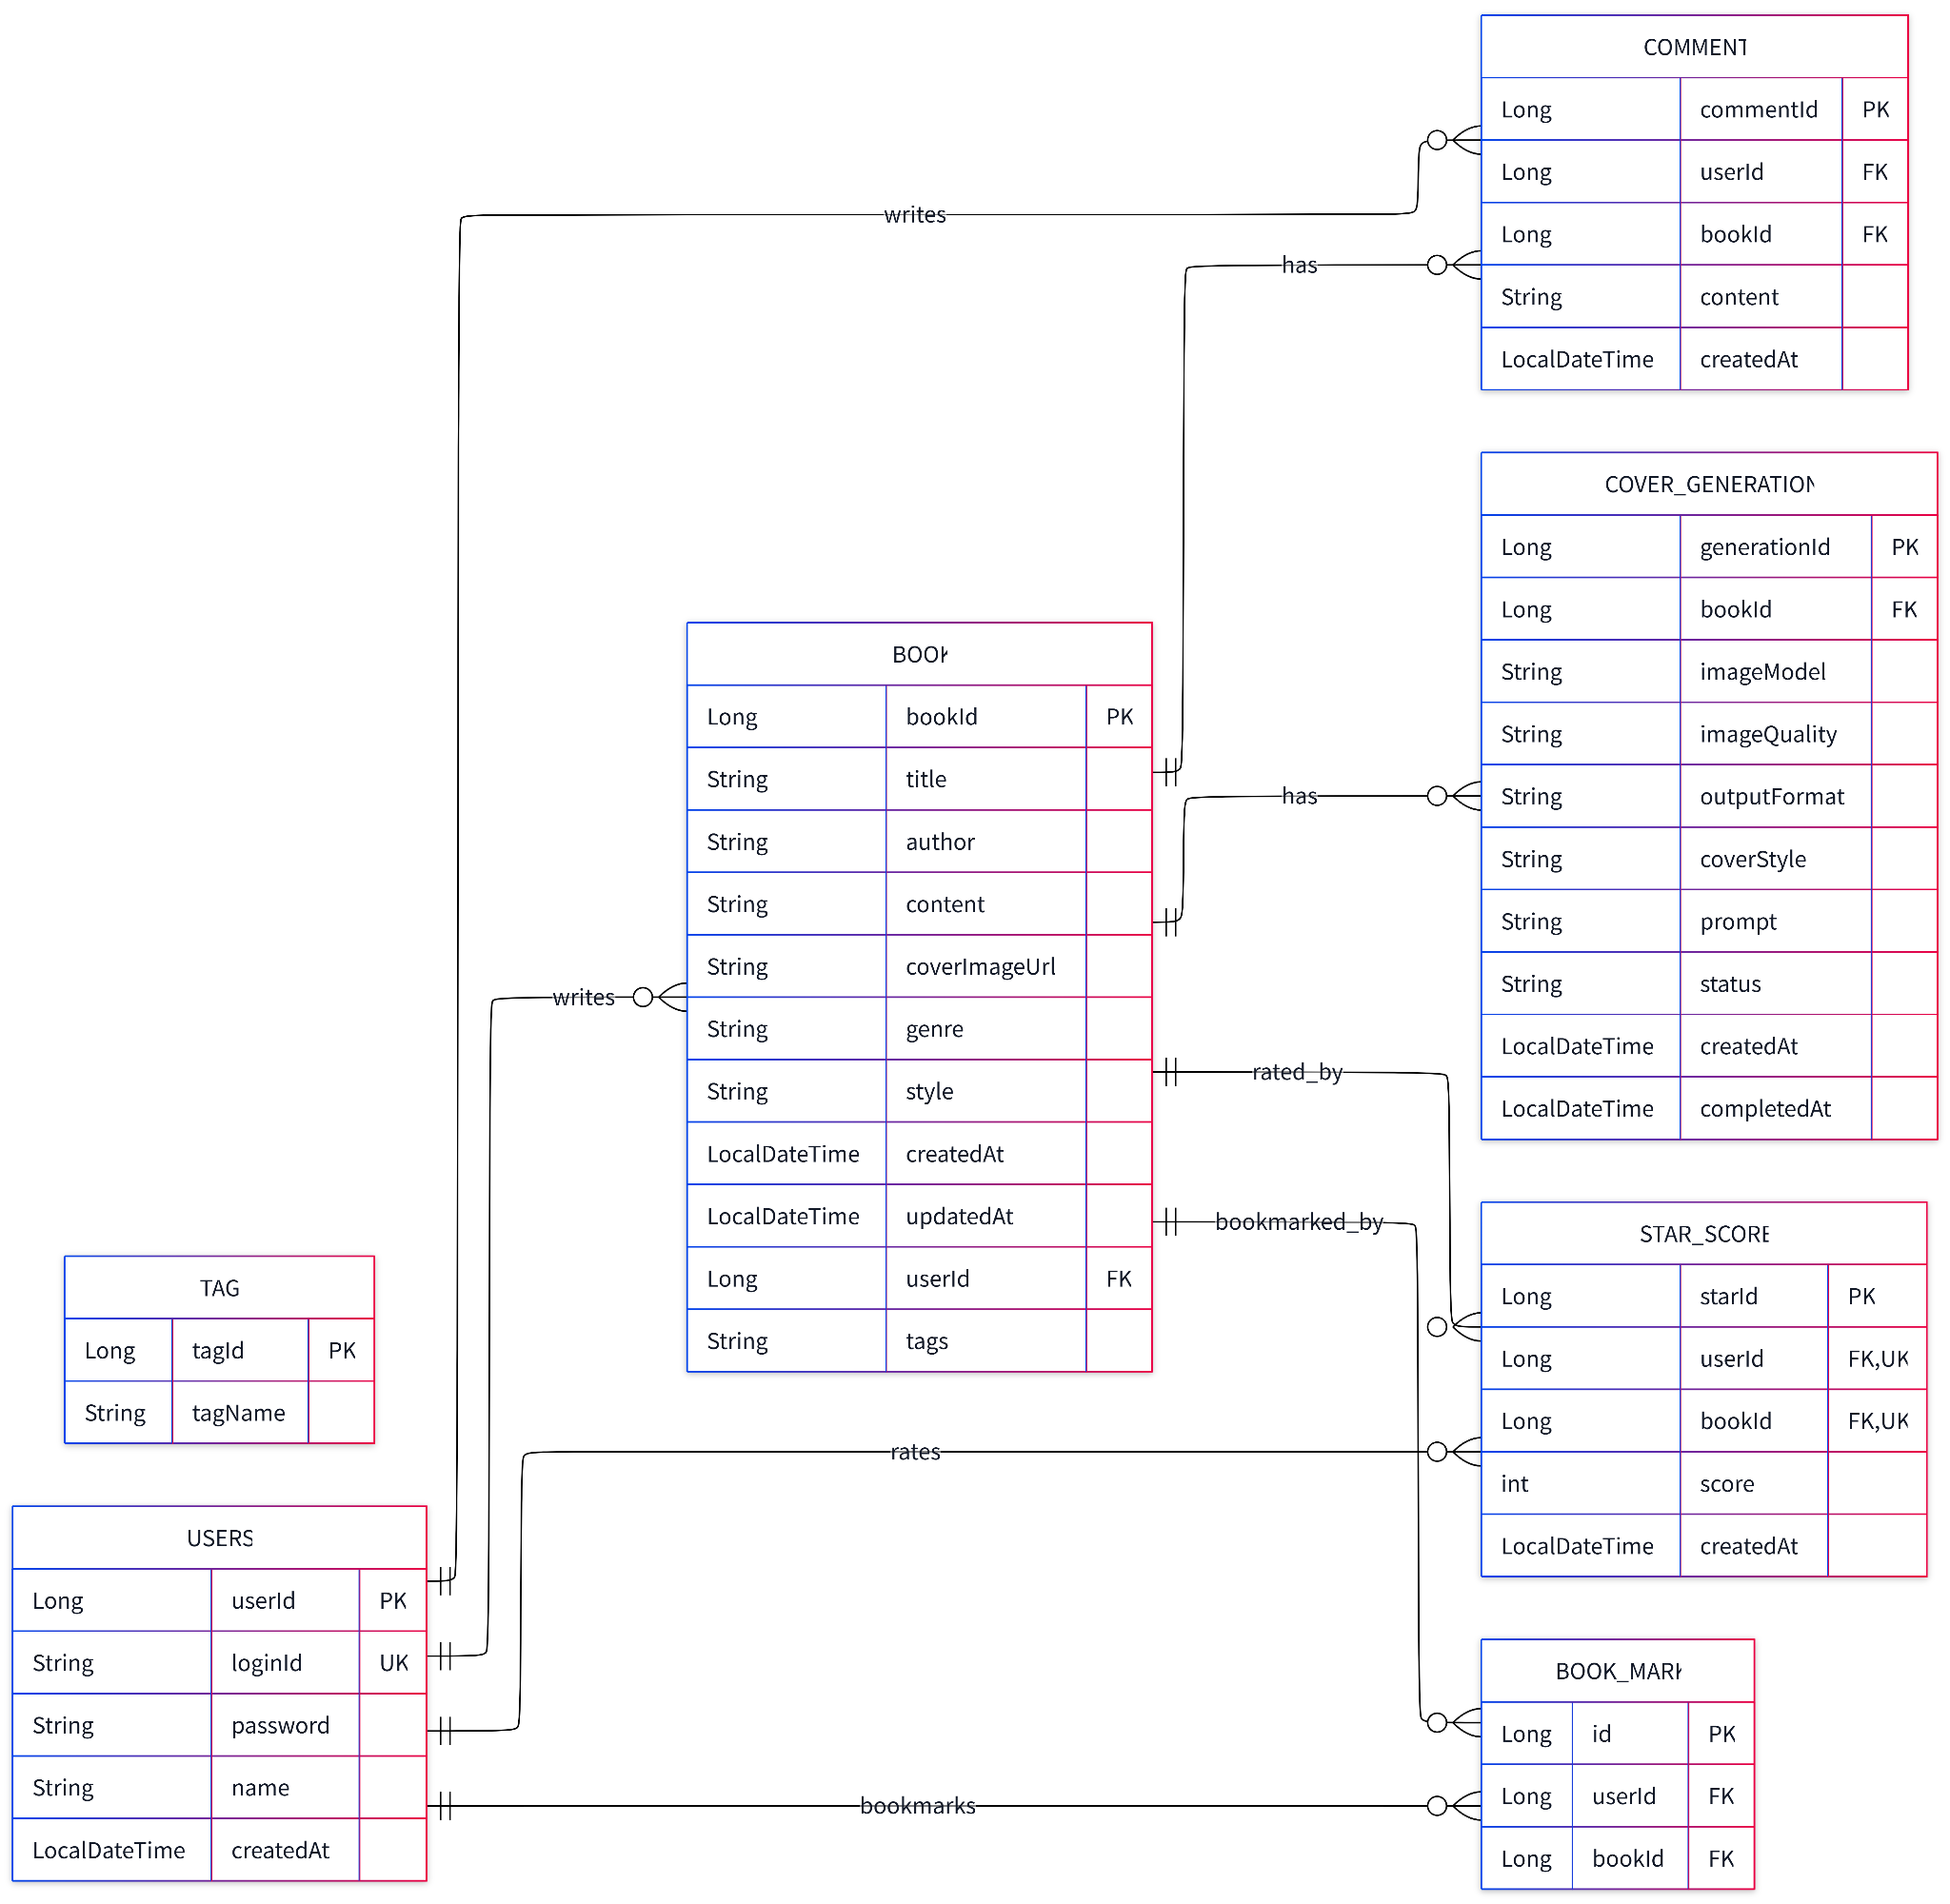 COMMENT
Long commentId PK
Long userId FK
Long bookId FK
String content
LocalDateTime createdAt
writes
has
COVER_GENERATION
Long generationId PK
Long bookId FK
String imageModel
String imageQuality
String outputFormat
String coverStyle
String prompt
String status
LocalDateTime createdAt
LocalDateTime completedAt
has
BOOK
Long bookId PK
String title
String author
String content
String coverImageUrl
String genre
String style
LocalDateTime createdAt
LocalDateTime updatedAt
Long userId FK
String tags
writes
rated_by
bookmarked_by
STAR_SCORE
Long starId PK
Long userId FK,UK
Long bookId FK,UK
int score
LocalDateTime createdAt
TAG
Long tagId PK
String tagName
rates
USERS
Long userId PK
String loginId UK
String password
String name
LocalDateTime createdAt
bookmarks
BOOK_MARK
Long id PK
Long userId FK
Long bookId FK